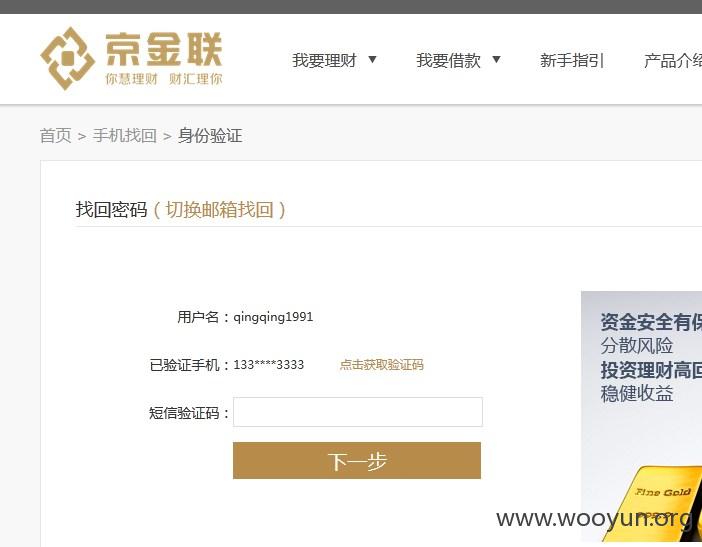 京金联
你慧理财 财汇理你
我要理财 ▼ 我要借款 ▼ 新手指引 产品介绍
首页 > 手机找回 > 身份验证
找回密码（切换邮箱找回）
用户名：qingqing1991
已验证手机：133****3333 点击获取验证码
短信验证码：
下一步
资金安全有保
分散风险
投资理财高回
稳健收益
Fine Gold
www.wooyun.org